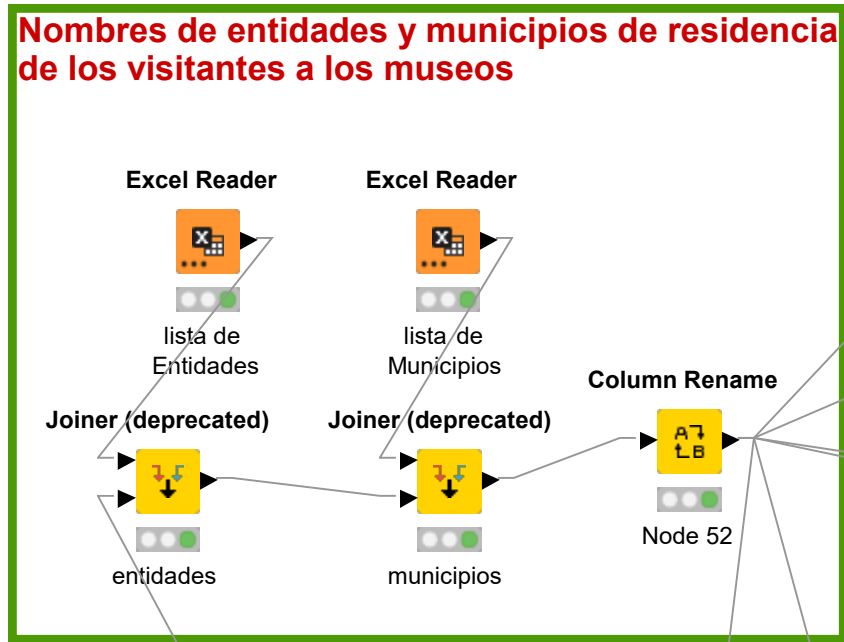 Nombres de entidades y municipios de residencia
de los visitantes a los museos
Excel Reader
Excel Reader
lista de
Entidades
lista de
Municipios
Column Rename
Joiner (deprecated)
Joiner (deprecated)
Node 52
entidades
municipios